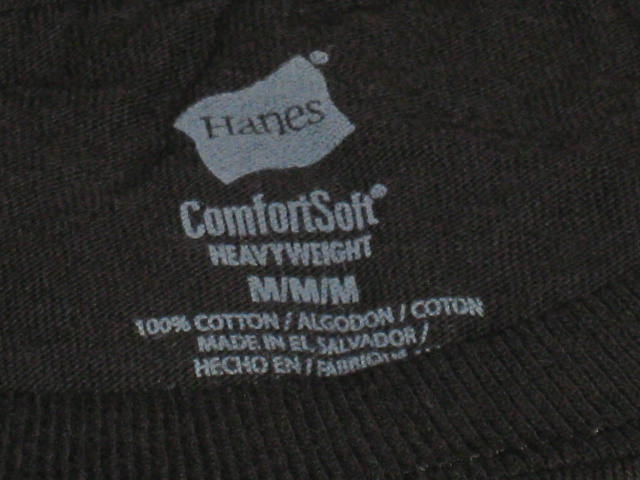 Hanes
ComfortSoft®
HEAVYWEIGHT
M/M/M
100% COTTON / ALGODON / COTON
MADE IN EL SALVADOR /
HECHO EN /